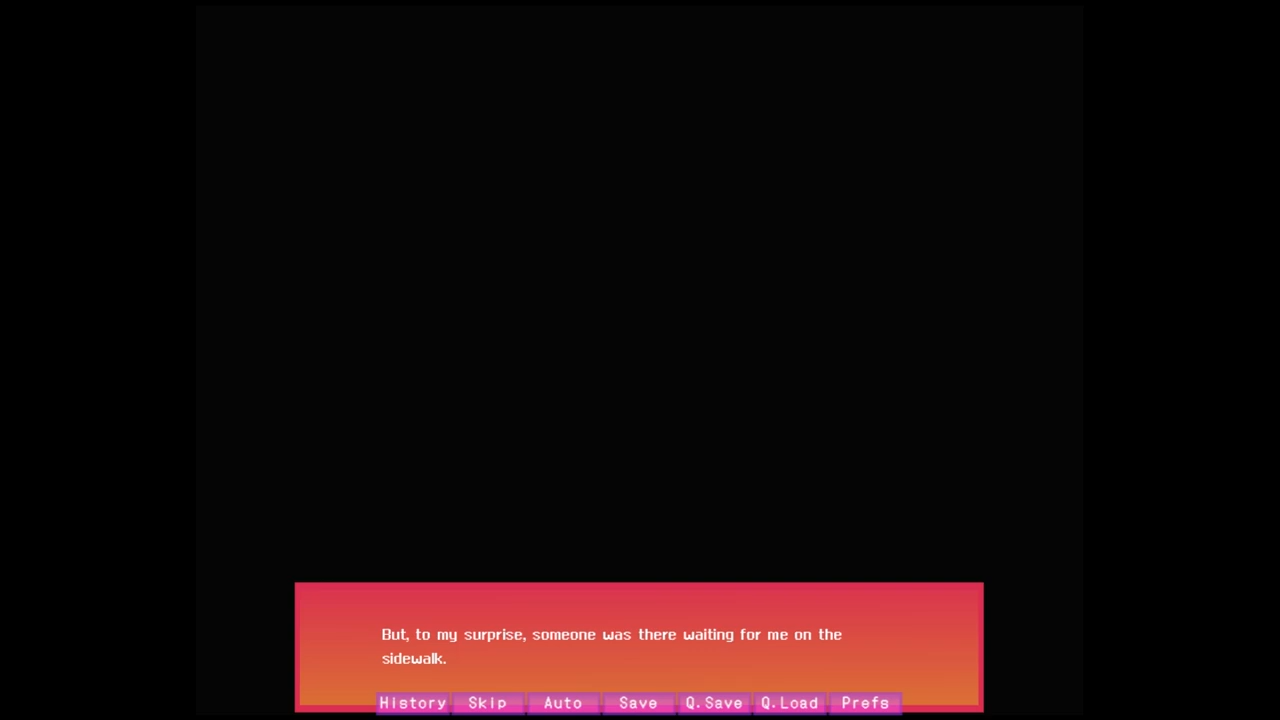 But, to my surprise, someone was there waiting for me on the
sidewalk.
History Skip Auto Save Q.Save Q.Load Prefs